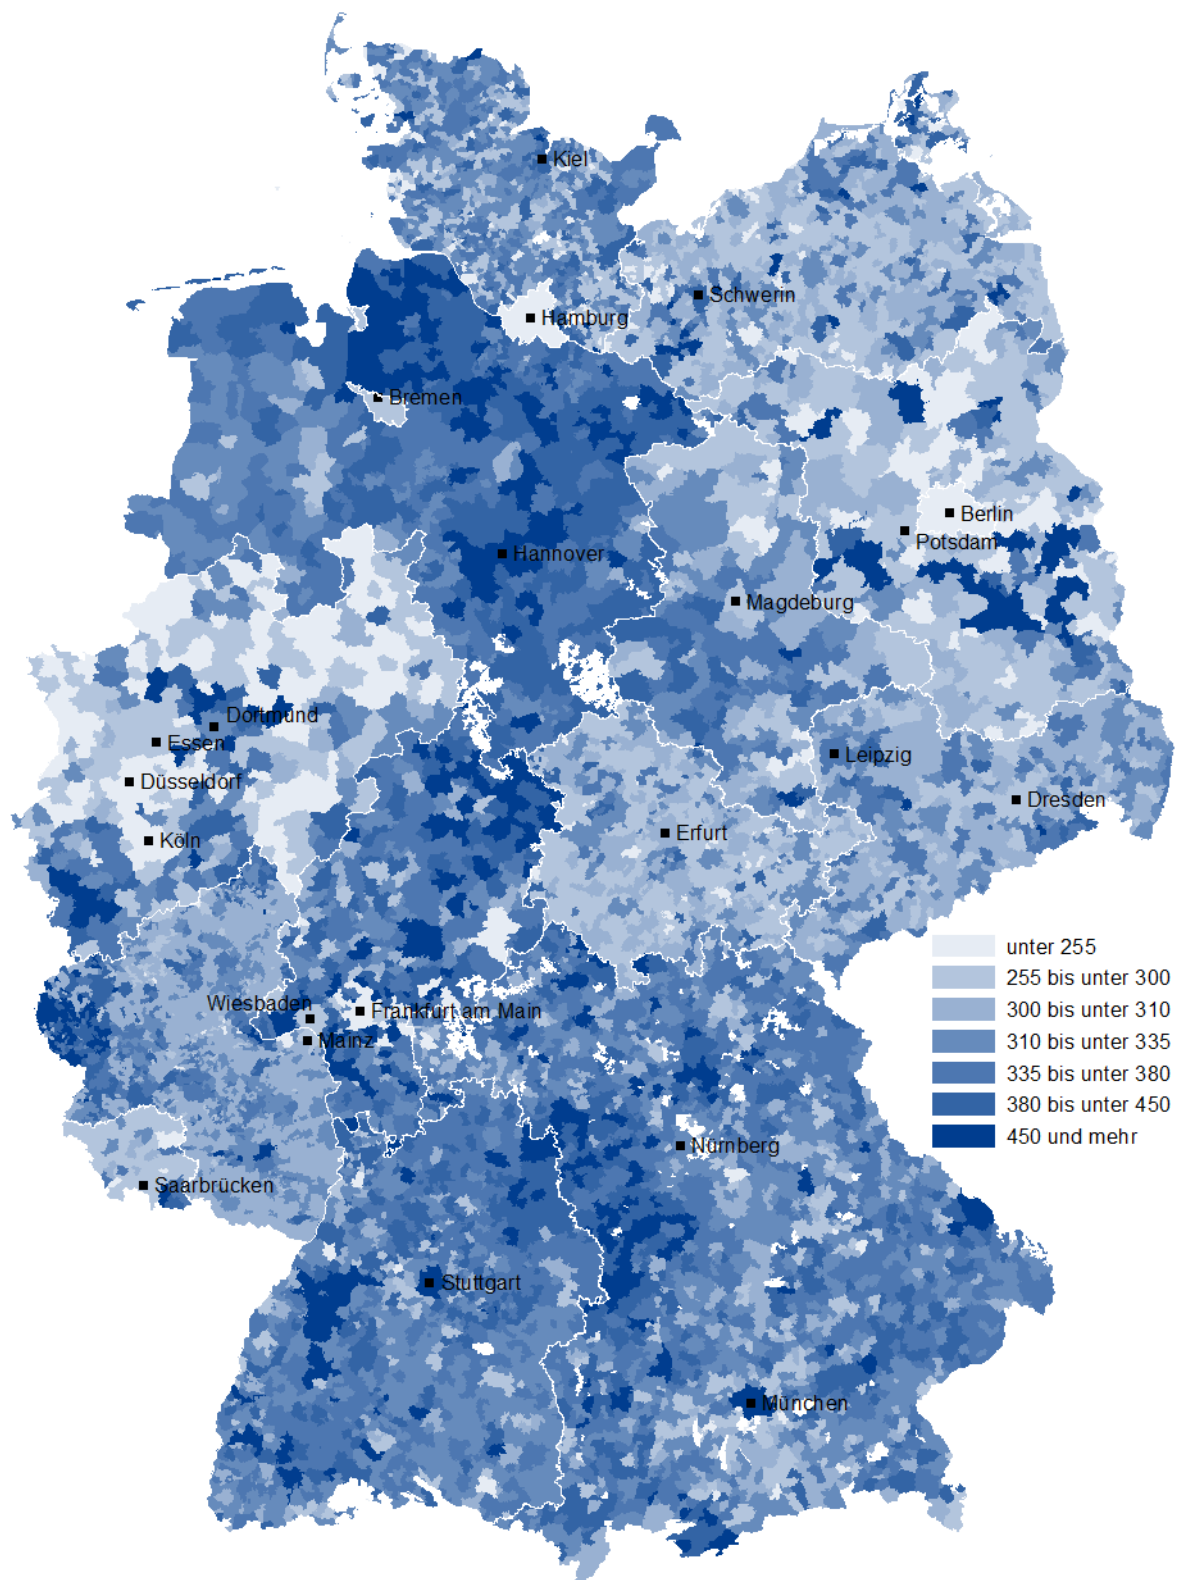 Kiel
Schwerin
Hamburg
Bremen
Berlin
Potsdam
Hannover
Magdeburg
Dortmund
Essen
Düsseldorf
Köln
Leipzig
Dresden
Erfurt
unter 255
255 bis unter 300
300 bis unter 310
310 bis unter 335
335 bis unter 380
380 bis unter 450
450 und mehr
Wiesbaden
Frankfurt am Main
Mainz
Nürnberg
Saarbrücken
Stuttgart
München